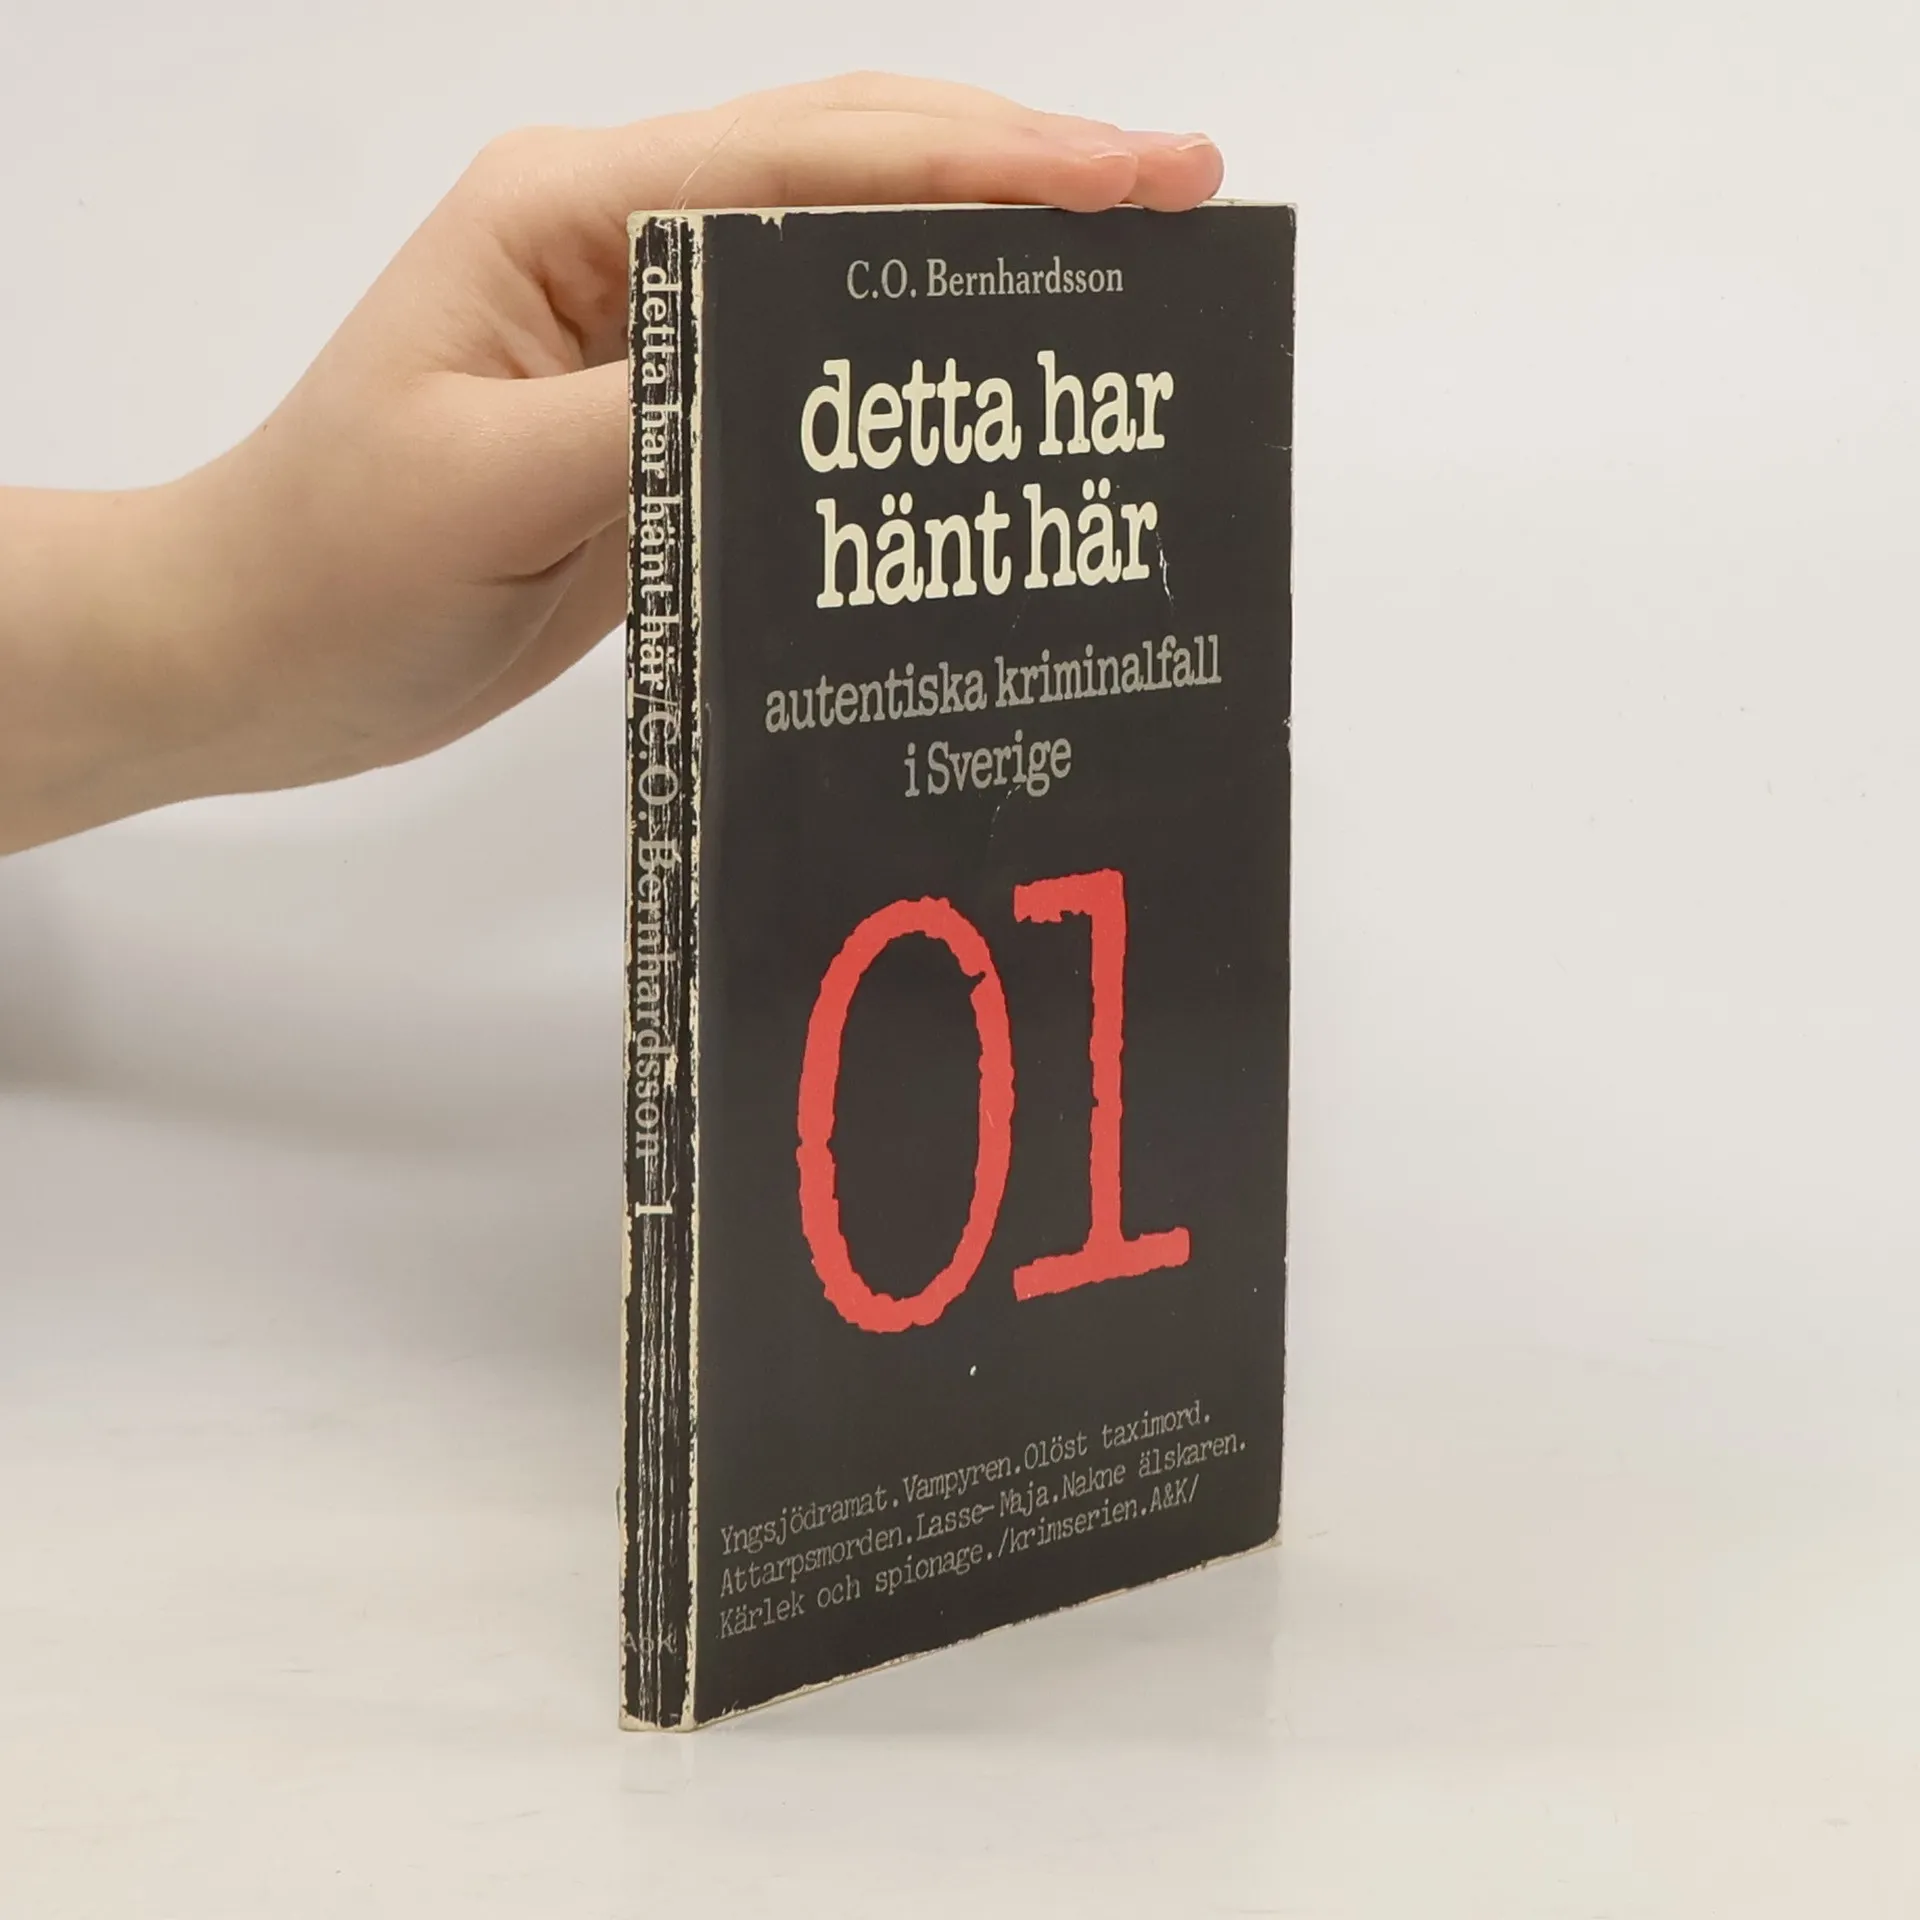 C.O. Bernhardsson
detta har
hänt här
autentiska kriminalfall
i Sverige
01
Yngsjödramat.Vampyren.Olöst taximord.
Attarpsmorden.Lasse-Maja.Nakne älskaren.
Kärlek och spionage./krimserien.A&K/
detta har hänt här/C.O.Bernhardsson 1
A&K